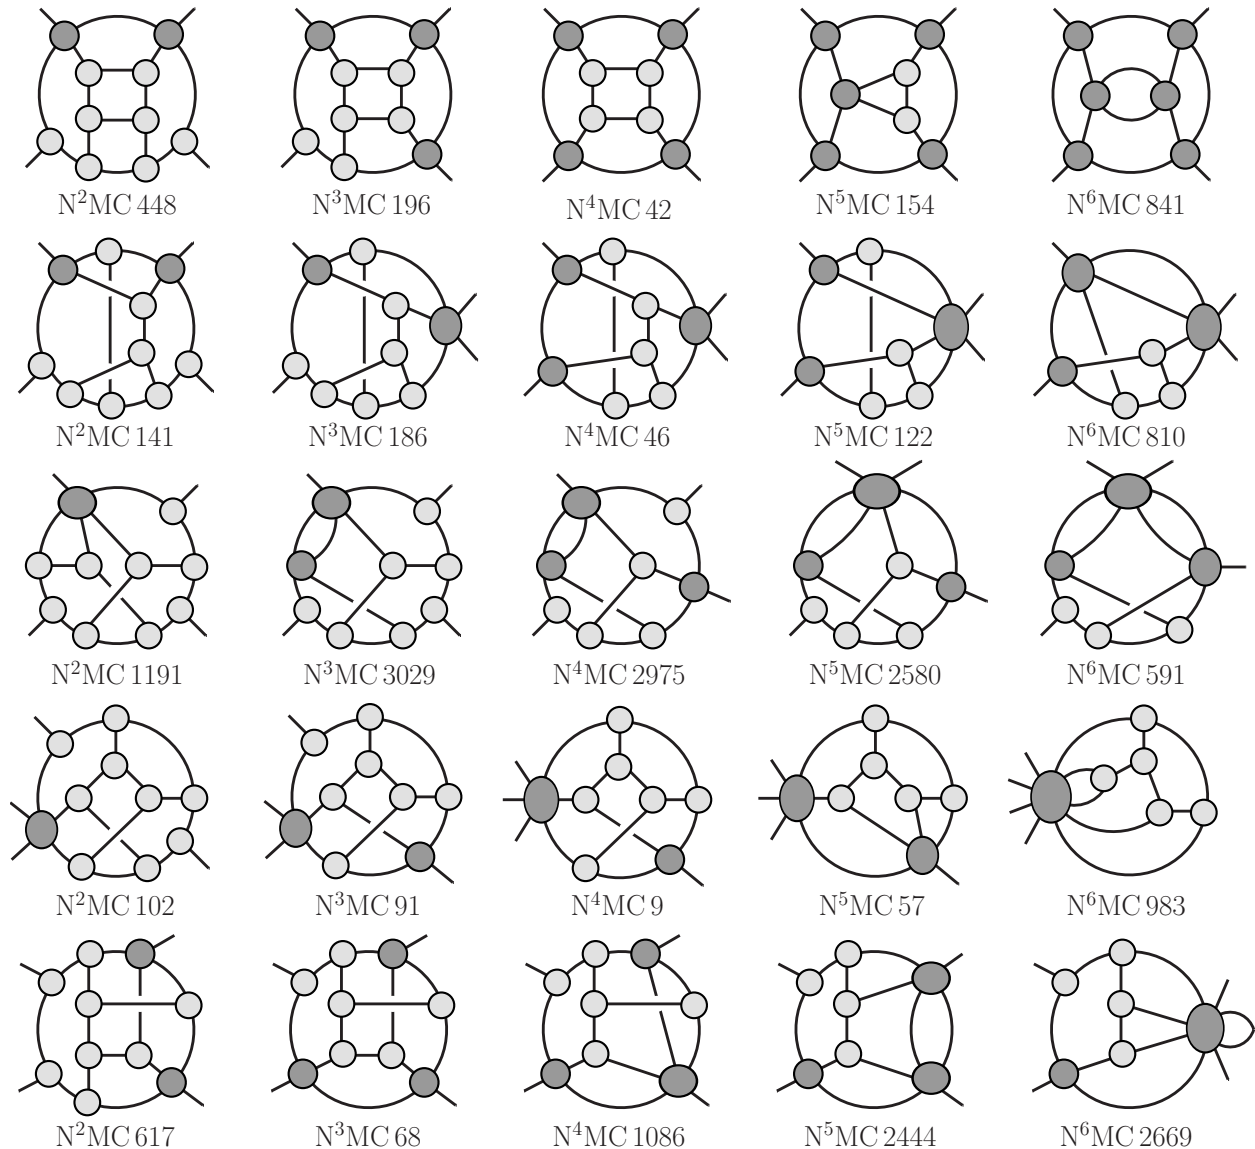 N²MC 448 N³MC 196 N⁴MC 42 N⁵MC 154 N⁶MC 841
N²MC 141 N³MC 186 N⁴MC 46 N⁵MC 122 N⁶MC 810
N²MC 1191 N³MC 3029 N⁴MC 2975 N⁵MC 2580 N⁶MC 591
N²MC 102 N³MC 91 N⁴MC 9 N⁵MC 57 N⁶MC 983
N²MC 617 N³MC 68 N⁴MC 1086 N⁵MC 2444 N⁶MC 2669